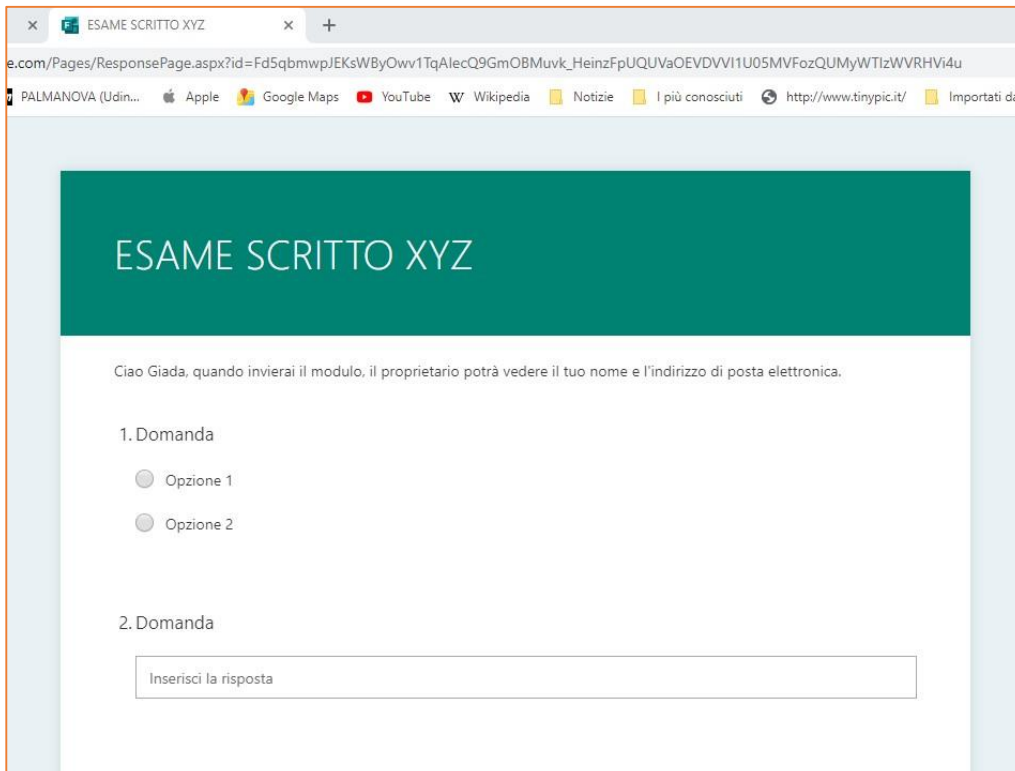 ESAME SCRITTO XYZ
e.com/Pages/ResponsePage.aspx?id=Fd5qbmwpJEKsWByOwv1TqAlecQ9GmOBMuvk_HeinzFpUQUVaOEVDVVI1U05MVFozQUMyWTIzWVRHVi4u
PALMANOVA (Udin... Apple Google Maps YouTube W Wikipedia Notizie I più conosciuti http://www.tinypic.it/ Importati da
ESAME SCRITTO XYZ
Ciao Giada, quando invierai il modulo, il proprietario potrà vedere il tuo nome e l'indirizzo di posta elettronica.
1. Domanda
Opzione 1
Opzione 2
2. Domanda
Inserisci la risposta